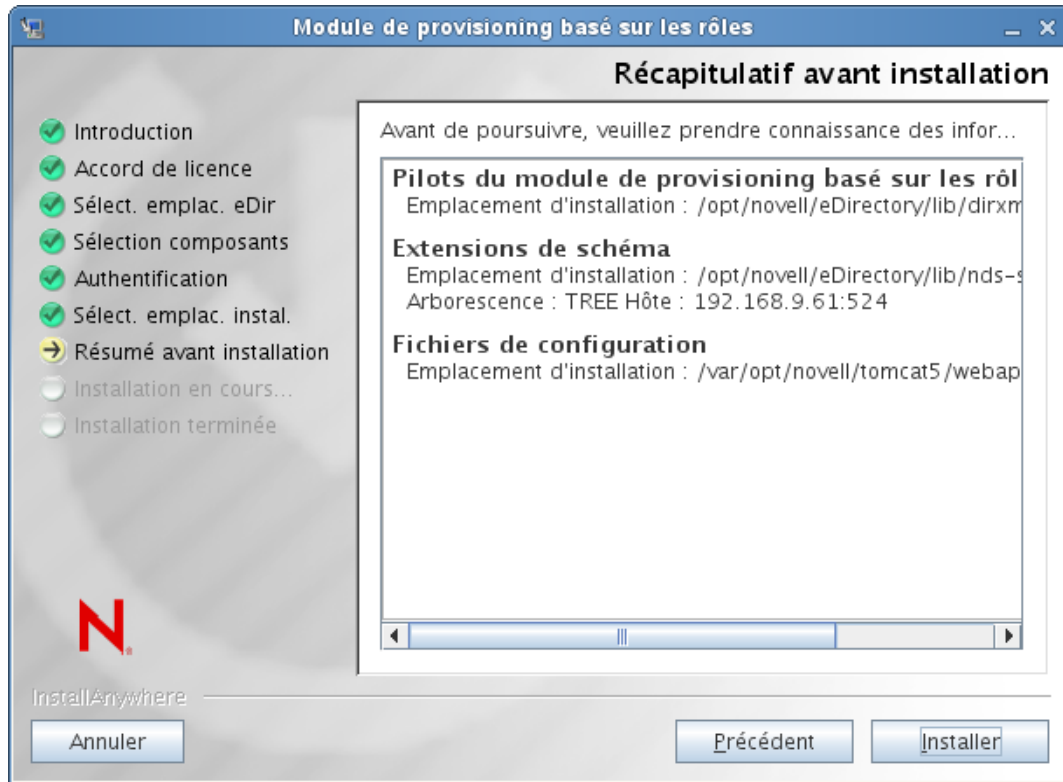 Module de provisioning basé sur les rôles
Récapitulatif avant installation
Introduction
Accord de licence
Sélect. emplac. eDir
Sélection composants
Authentification
Sélect. emplac. instal.
Résumé avant installation
Installation en cours...
Installation terminée
Avant de poursuivre, veuillez prendre connaissance des infor...
Pilots du module de provisioning basé sur les rôl
Emplacement d'installation : /opt/novell/eDirectory/lib/dirxm
Extensions de schéma
Emplacement d'installation : /opt/novell/eDirectory/lib/nds-s
Arborescence : TREE Hôte : 192.168.9.61:524
Fichiers de configuration
Emplacement d'installation : /var/opt/novell/tomcat5/webap
N
InstallAnywhere
Annuler
Précédent
Installer